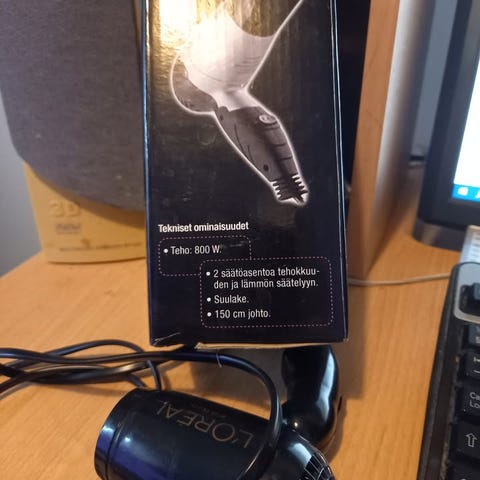 Tekniset ominaisuudet
• Teho: 800 W.
• 2 säätöasentoa tehokkuu-
den ja lämmön säätelyyn.
• Suulake.
• 150 cm johto.
L'ORÉAL